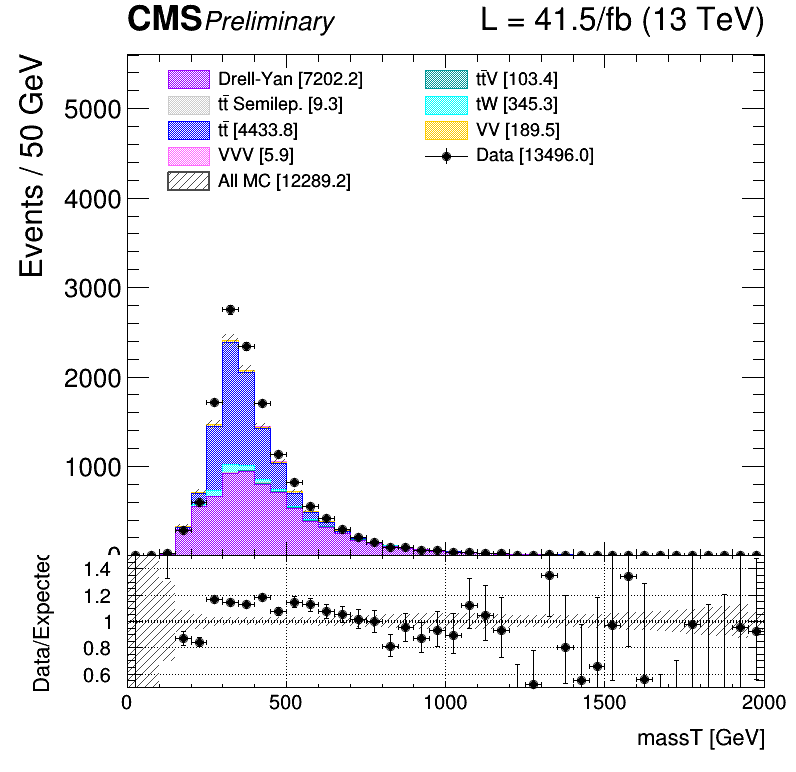 CMS Preliminary L = 41.5/fb (13 TeV)
Events / 50 GeV
5000
4000
3000
2000
1000
0
Drell-Yan [7202.2]
tt̄ Semilep. [9.3]
tt̄ [4433.8]
VVV [5.9]
All MC [12289.2]
tt̄V [103.4]
tW [345.3]
VV [189.5]
Data [13496.0]
Data/Expected
1.4
1.2
1
0.8
0.6
0 500 1000 1500 2000
massT [GeV]